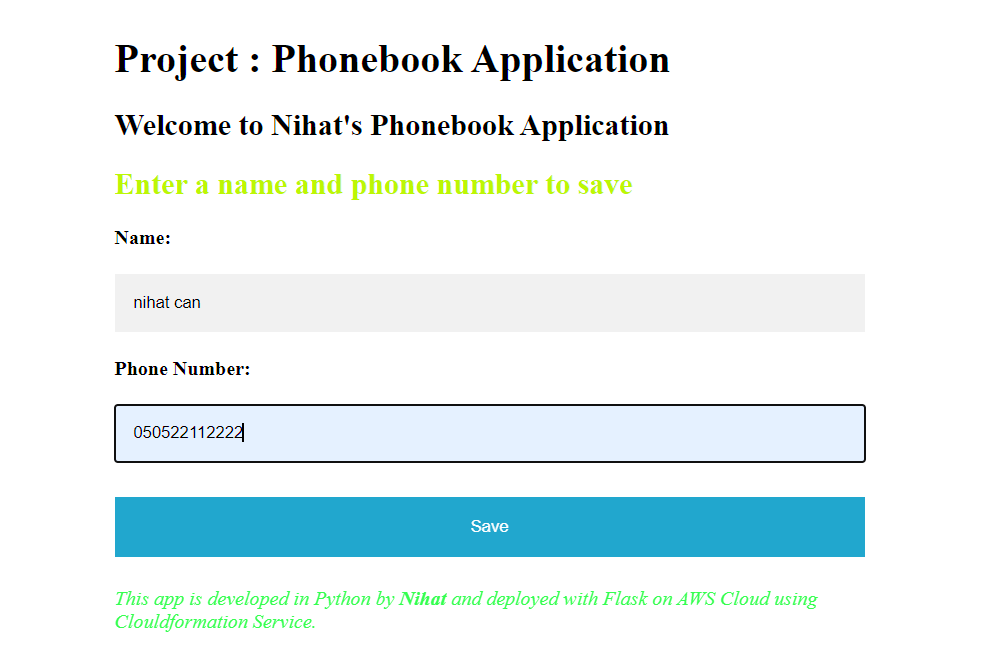 Project : Phonebook Application
Welcome to Nihat's Phonebook Application
Enter a name and phone number to save
Name:
nihat can
Phone Number:
050522112222
Save
This app is developed in Python by Nihat and deployed with Flask on AWS Cloud using
Clouldformation Service.